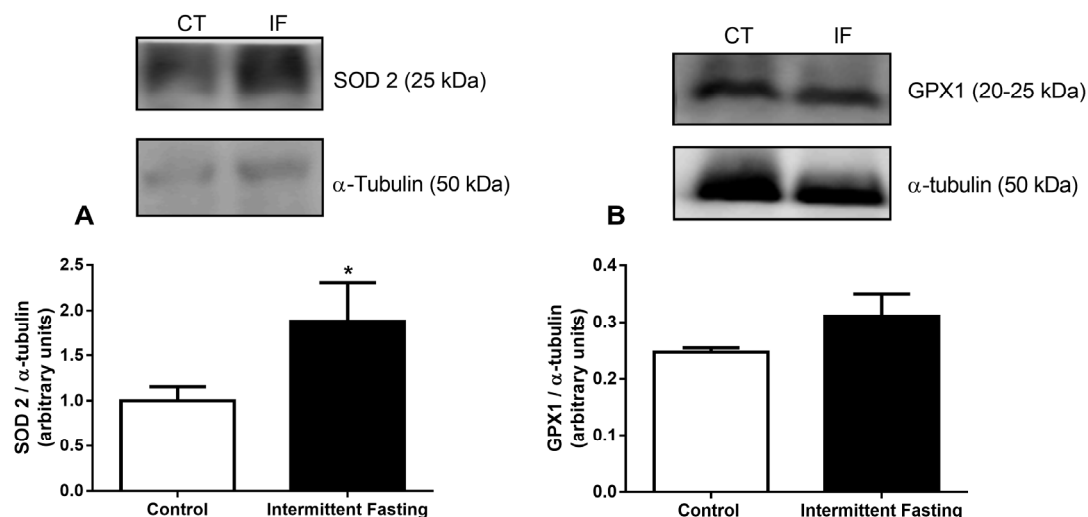 CT IF
SOD 2 (25 kDa)
α-Tubulin (50 kDa)
A
SOD 2 / α-tubulin
(arbitrary units)
2.5
2.0
1.5
1.0
0.5
0.0
*
Control Intermittent Fasting
CT IF
GPX1 (20-25 kDa)
α-tubulin (50 kDa)
B
GPX1 / α-tubulin
(arbitrary units)
0.4
0.3
0.2
0.1
0.0
Control Intermittent Fasting